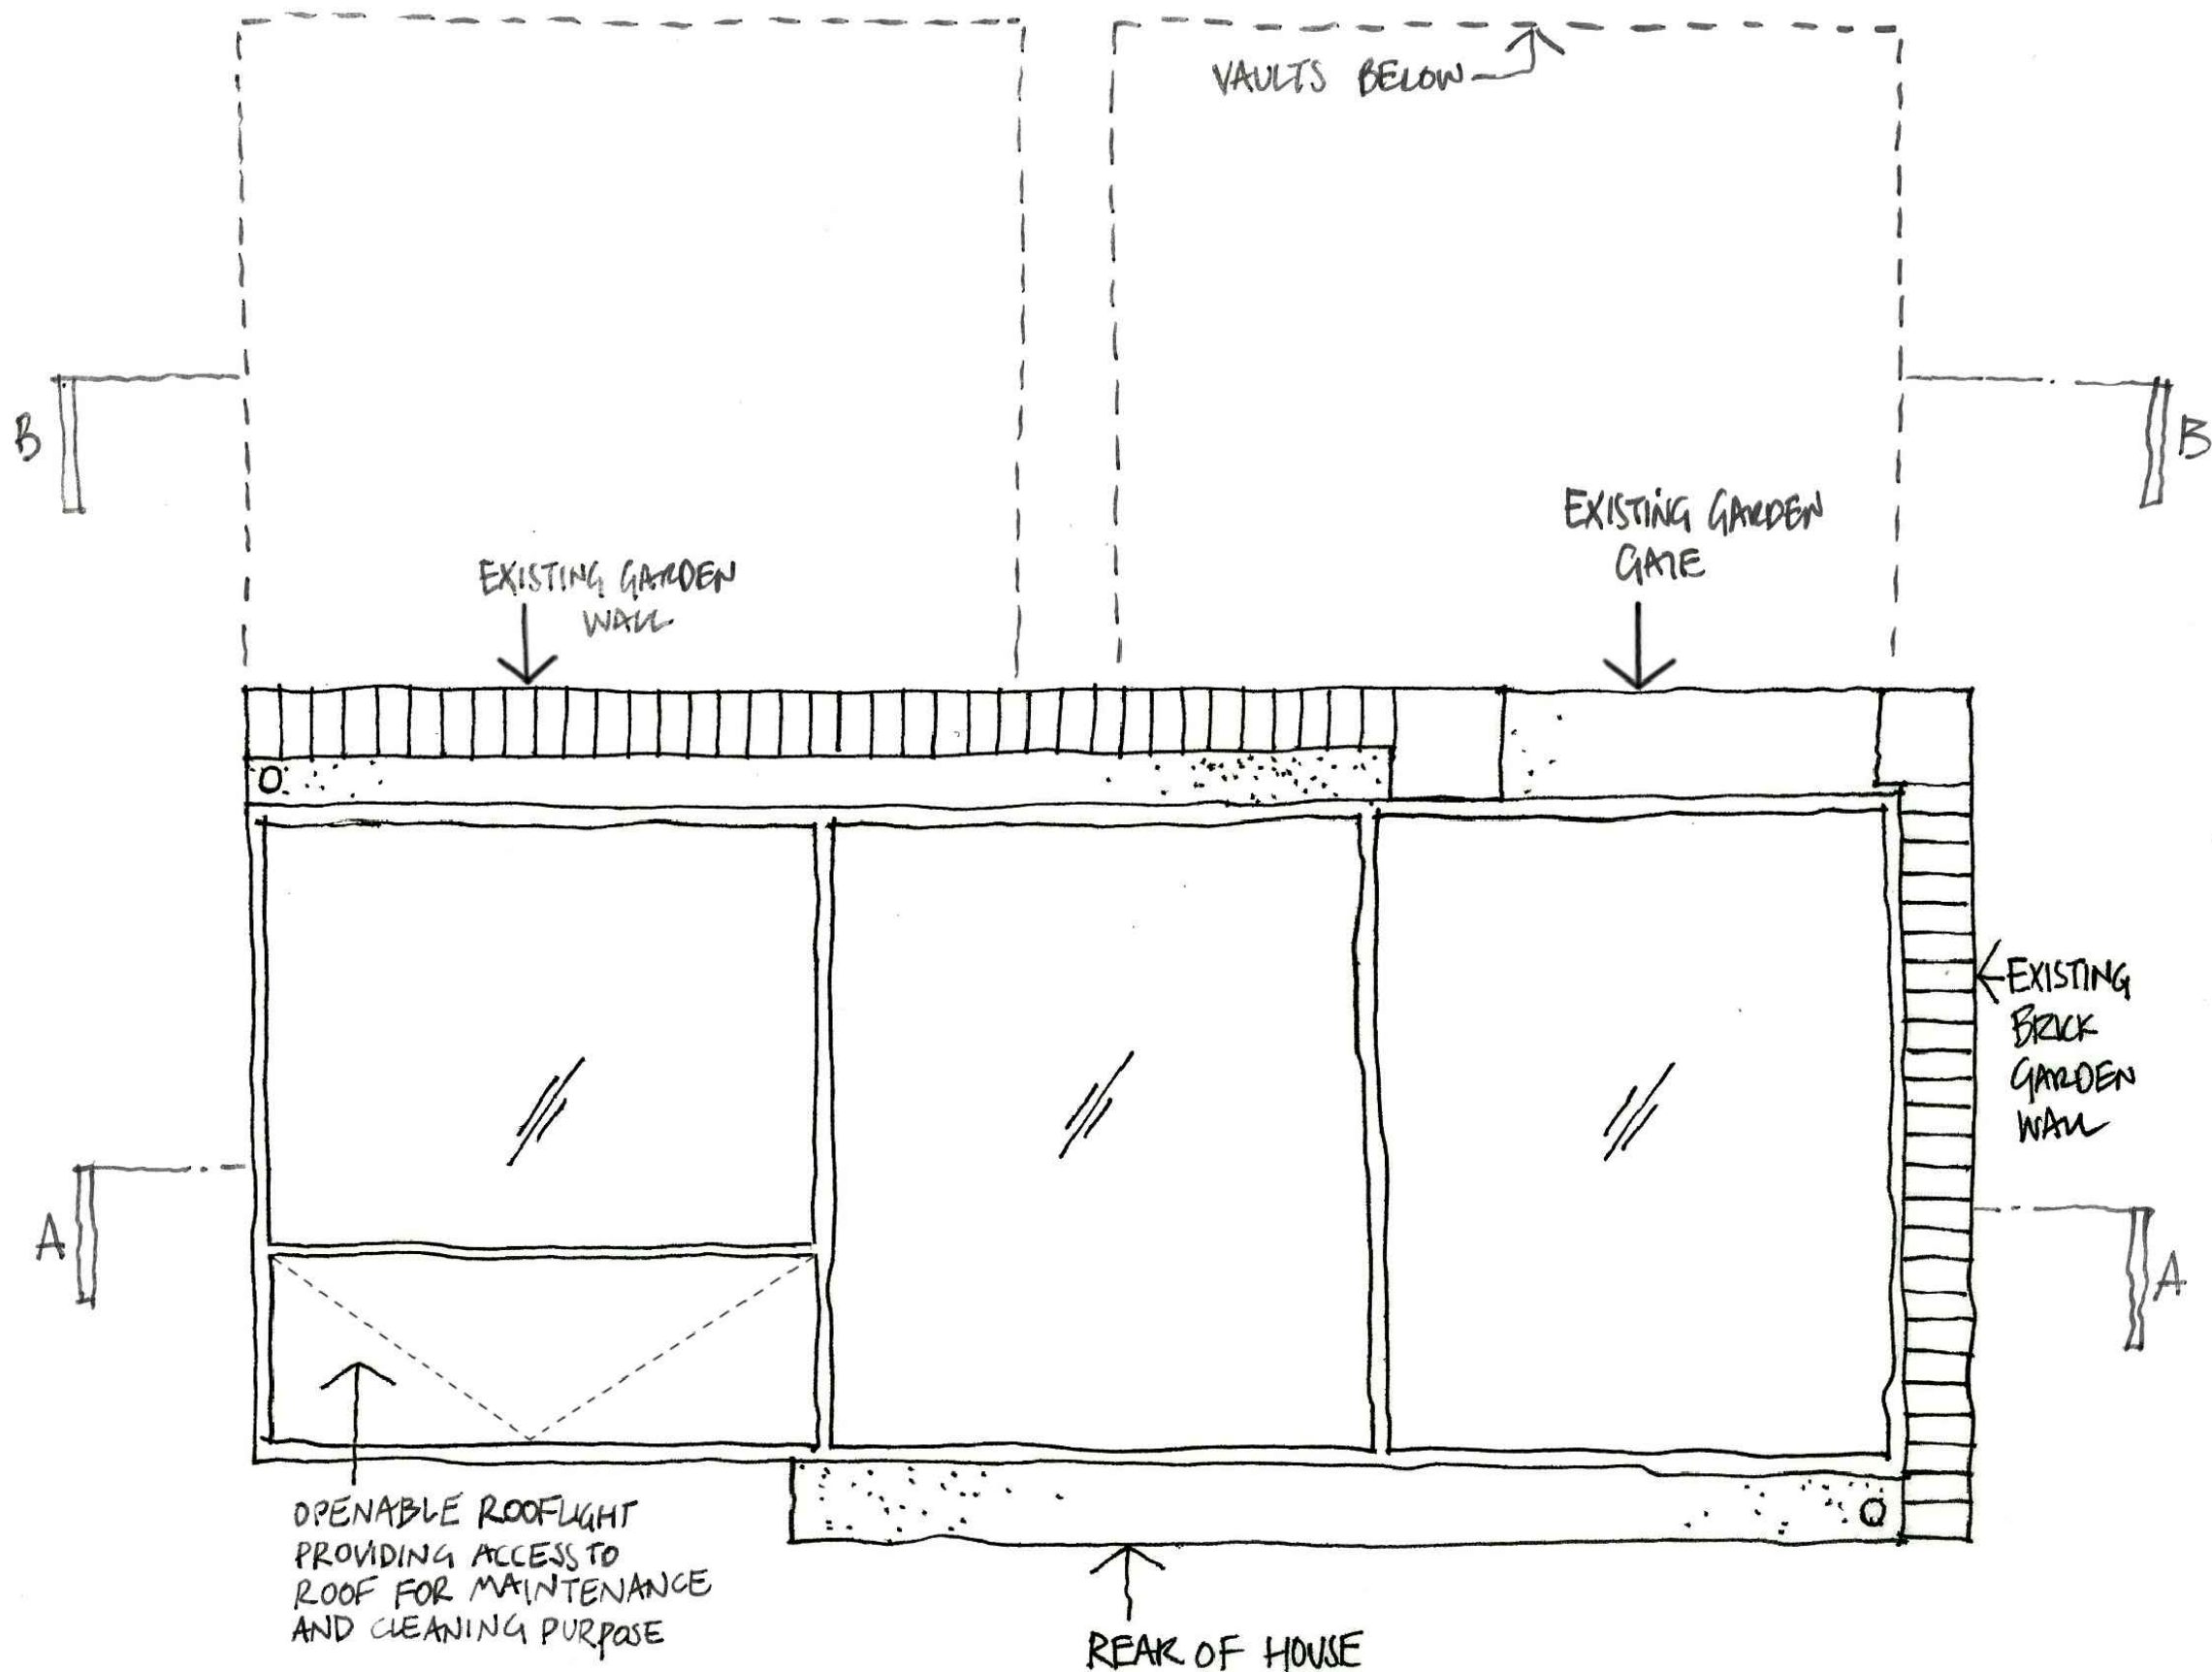 VAULTS BELOW
B
B
EXISTING GARDEN
GATE
EXISTING GARDEN
WALL
EXISTING
BRICK
GARDEN
WALL
A
A
OPENABLE ROOFLIGHT
PROVIDING ACCESS TO
ROOF FOR MAINTENANCE
AND CLEANING PURPOSE
REAR OF HOUSE